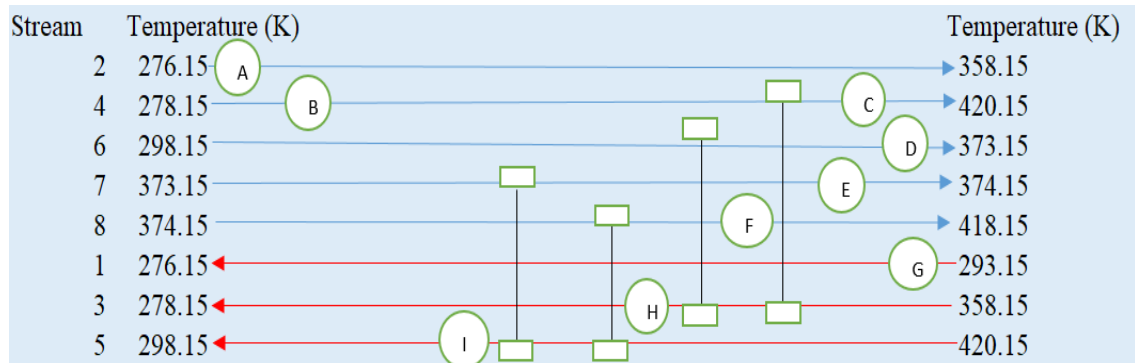 Stream Temperature (K) Temperature (K)
2 276.15 A 358.15
4 278.15 B C 420.15
6 298.15 D 373.15
7 373.15 E 374.15
8 374.15 F 418.15
1 276.15 G 293.15
3 278.15 H 358.15
5 298.15 I 420.15